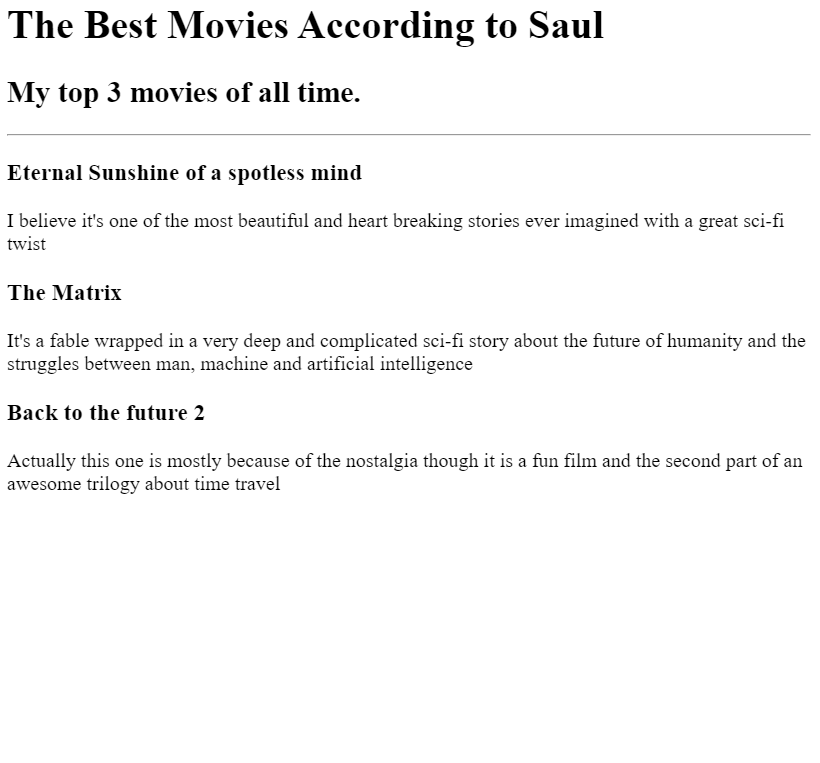 The Best Movies According to Saul
My top 3 movies of all time.
Eternal Sunshine of a spotless mind
I believe it's one of the most beautiful and heart breaking stories ever imagined with a great sci-fi
twist
The Matrix
It's a fable wrapped in a very deep and complicated sci-fi story about the future of humanity and the
struggles between man, machine and artificial intelligence
Back to the future 2
Actually this one is mostly because of the nostalgia though it is a fun film and the second part of an
awesome trilogy about time travel